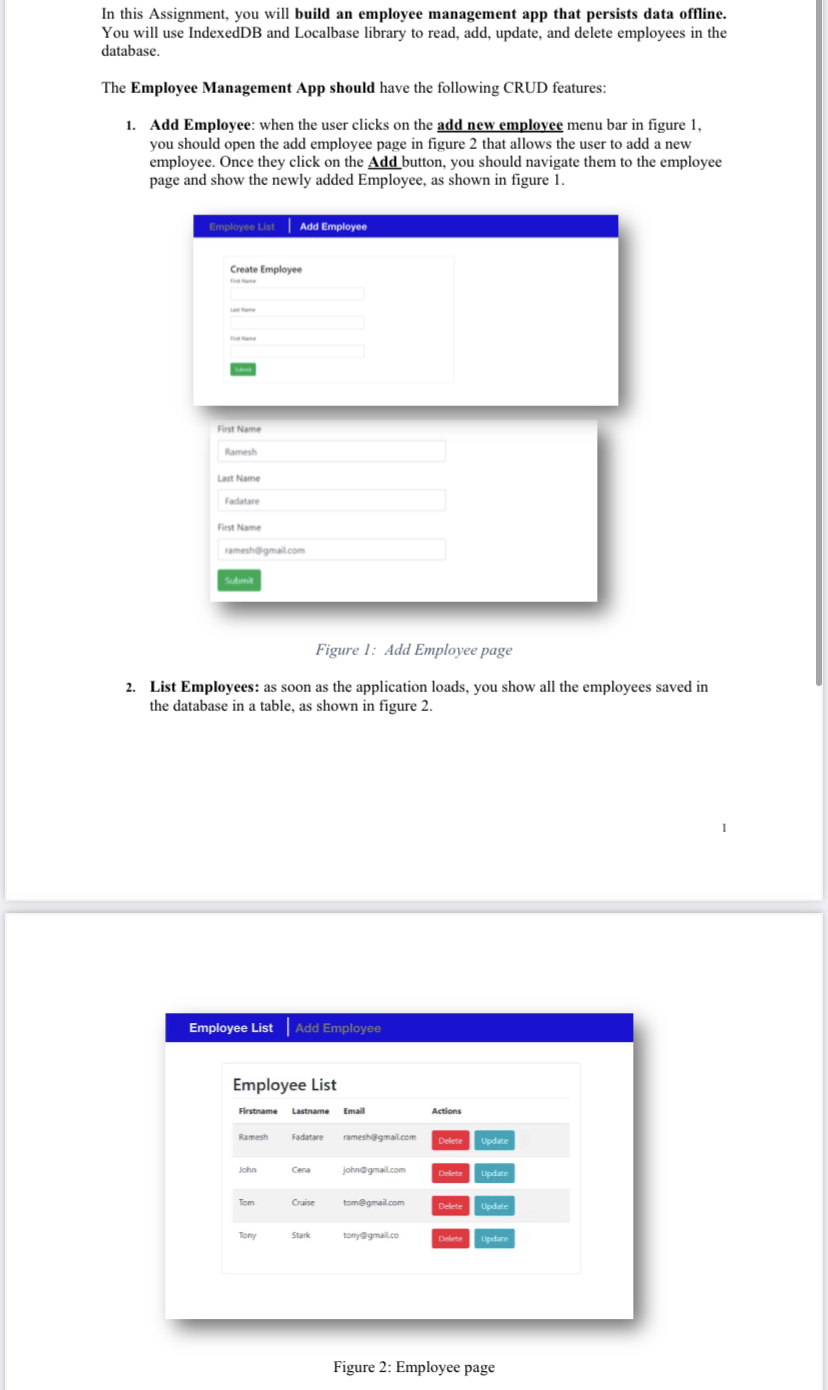 In this Assignment, you will build an employee management app that persists data offline.
You will use IndexedDB and Localbase library to read, add, update, and delete employees in the
database.
The Employee Management App should have the following CRUD features:
1. Add Employee: when the user clicks on the add new employee menu bar in figure 1,
you should open the add employee page in figure 2 that allows the user to add a new
employee. Once they click on the Add button, you should navigate them to the employee
page and show the newly added Employee, as shown in figure 1.
Employee List | Add Employee
Create Employee
First Name
Last Name
First Name
Submit
First Name
Ramesh
Last Name
Fadatare
First Name
ramesh@gmail.com
Submit
Figure 1: Add Employee page
2. List Employees: as soon as the application loads, you show all the employees saved in
the database in a table, as shown in figure 2.
1
Employee List | Add Employee
Employee List
Firstname Lastname Email Actions
Ramesh Fadatare ramesh@gmail.com Delete Update
John Cena john@gmail.com Delete Update
Tom Cruise tom@gmail.com Delete Update
Tony Stark tony@gmail.co Delete Update
Figure 2: Employee page